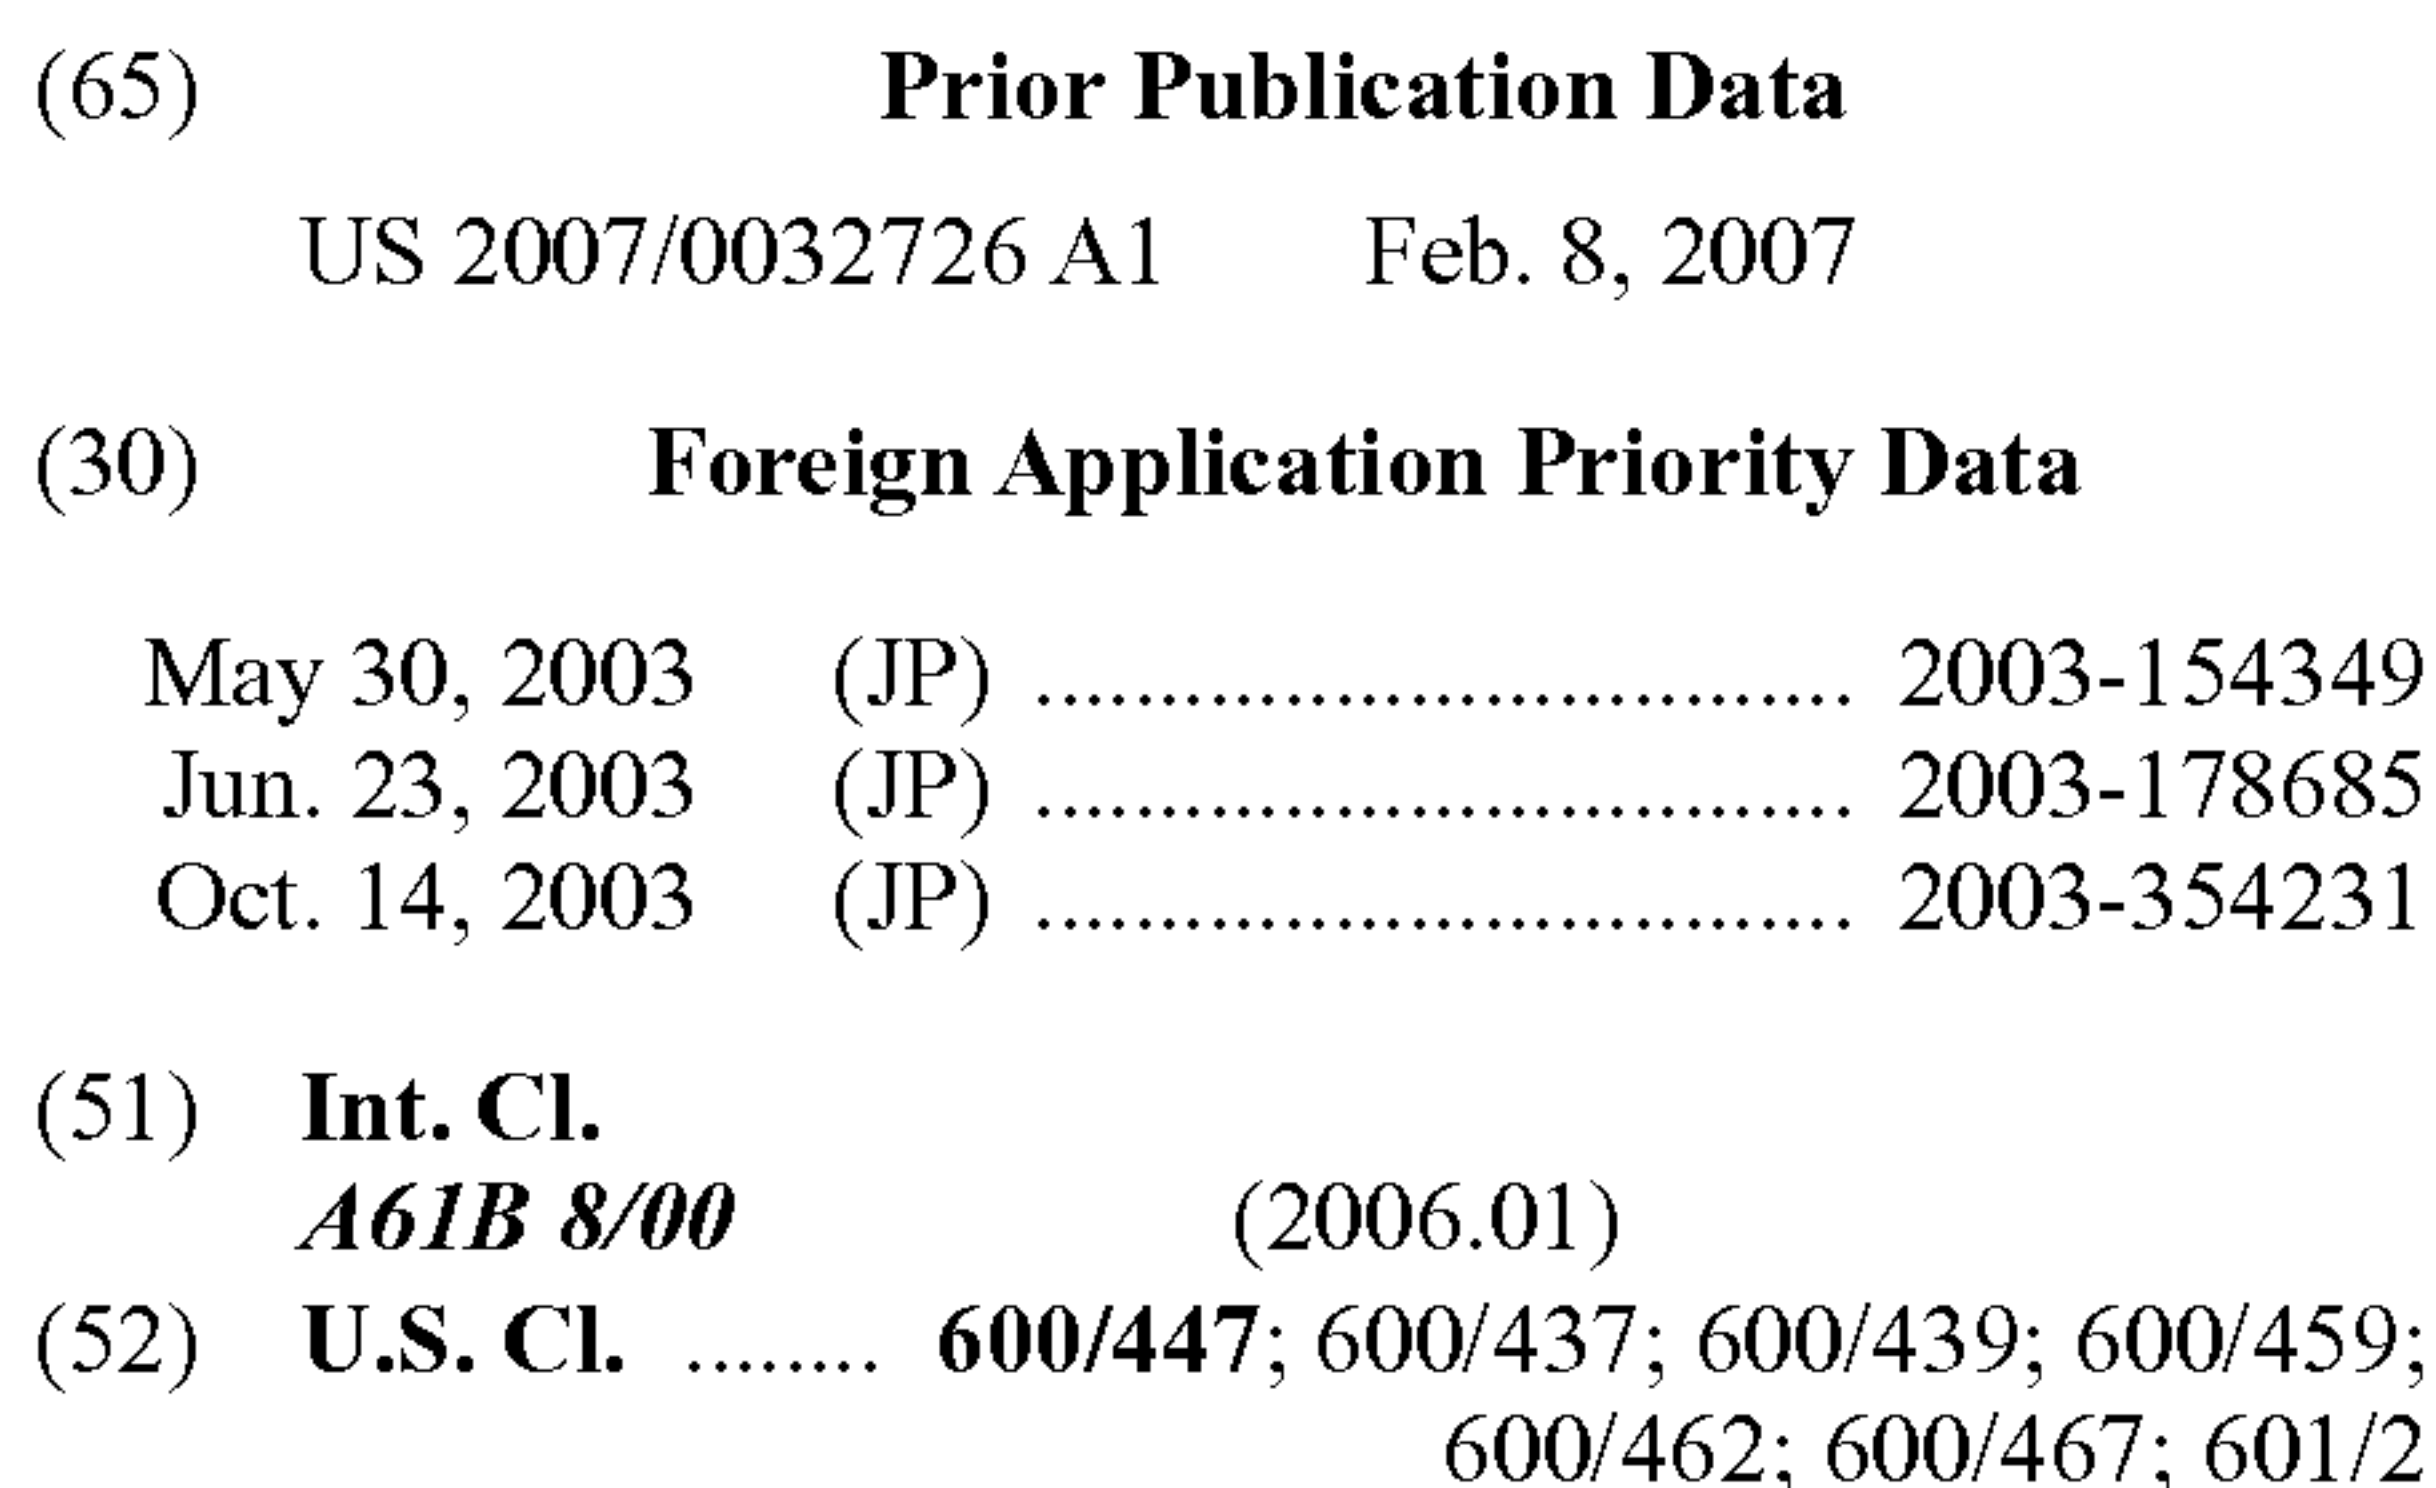 (65) Prior Publication Data
US 2007/0032726 A1 Feb. 8, 2007
(30) Foreign Application Priority Data
May 30, 2003 (JP) ................................. 2003-154349
Jun. 23, 2003 (JP) ................................. 2003-178685
Oct. 14, 2003 (JP) ................................. 2003-354231
(51) Int. Cl.
A61B 8/00 (2006.01)
(52) U.S. Cl. ........ 600/447; 600/437; 600/439; 600/459;
600/462; 600/467; 601/2